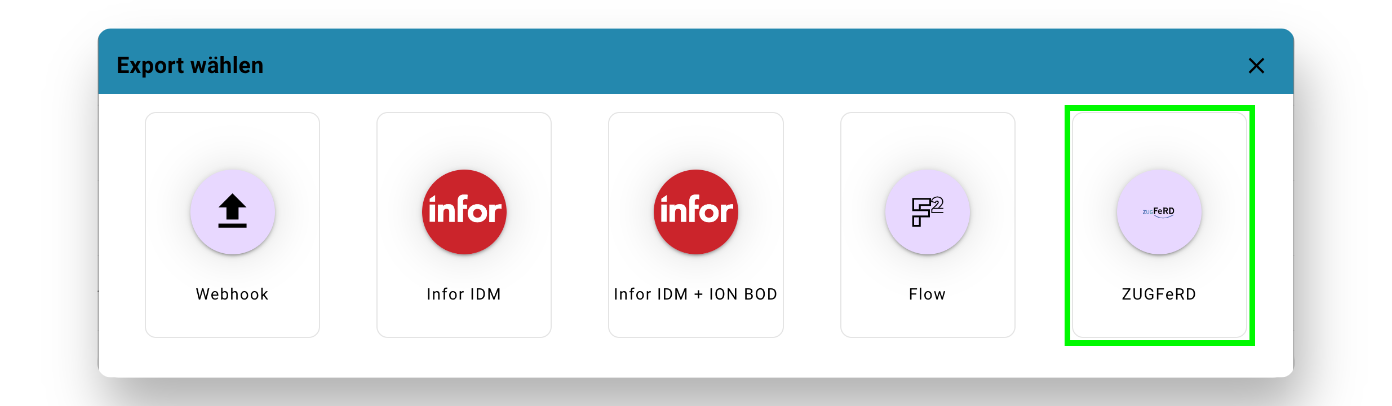 Export wählen
infor
infor
F2
ZUGFeRD
Webhook
Infor IDM
Infor IDM + ION BOD
Flow
ZUGFeRD